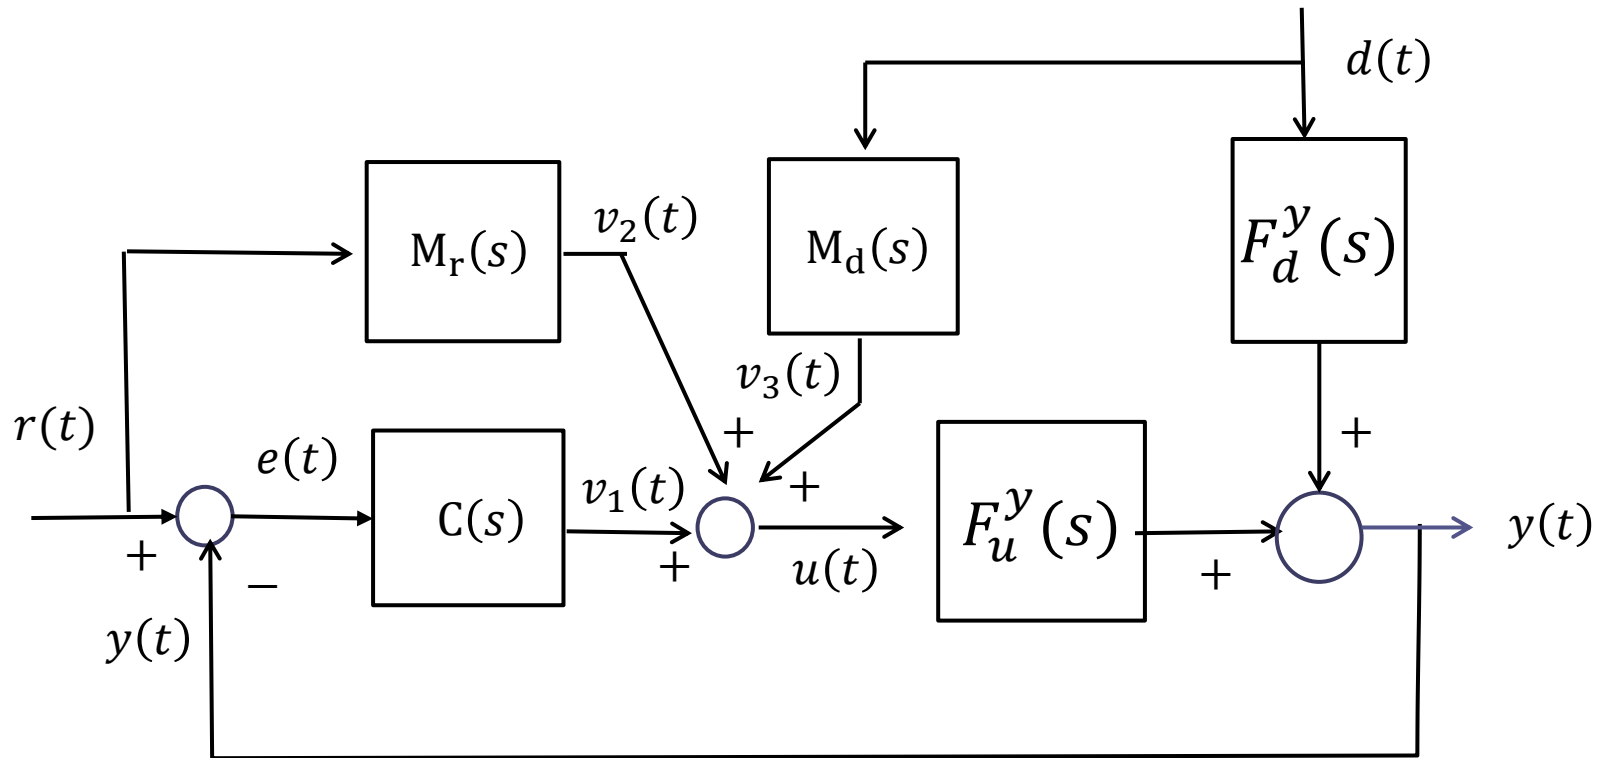 d(t)
M_r(s)
v_2(t)
M_d(s)
F_d^y(s)
v_3(t)
r(t)
+
+
e(t)
C(s)
v_1(t)
+
F_u^y(s)
y(t)
+
−
+
u(t)
+
y(t)